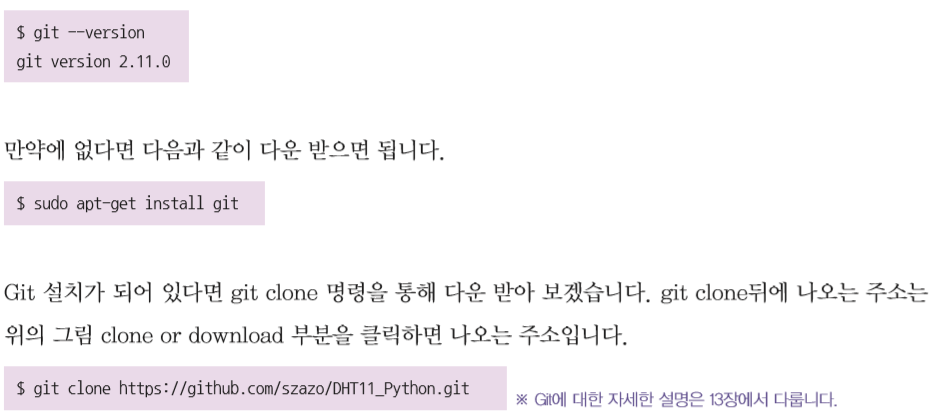 $ git --version
git version 2.11.0
만약에 없다면 다음과 같이 다운 받으면 됩니다.
$ sudo apt-get install git
Git 설치가 되어 있다면 git clone 명령을 통해 다운 받아 보겠습니다. git clone뒤에 나오는 주소는
위의 그림 clone or download 부분을 클릭하면 나오는 주소입니다.
$ git clone https://github.com/szazo/DHT11_Python.git ※ Git에 대한 자세한 설명은 13장에서 다룹니다.